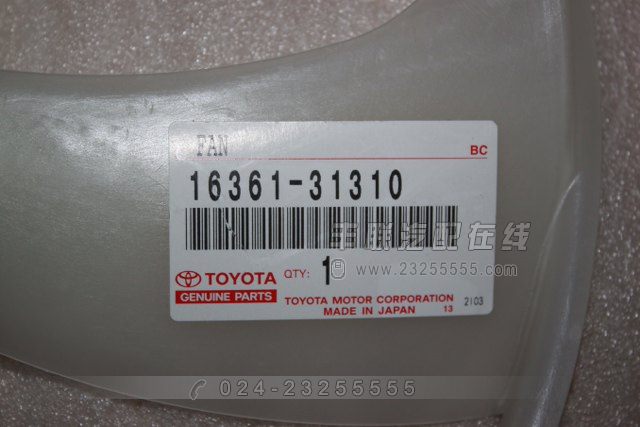 FAN
BC
16361-31310
丰联汽配在线
TOYOTA QTY: 1
www.23255555.com
GENUINE PARTS
TOYOTA MOTOR CORPORATION
MADE IN JAPAN 13 2103
024-23255555